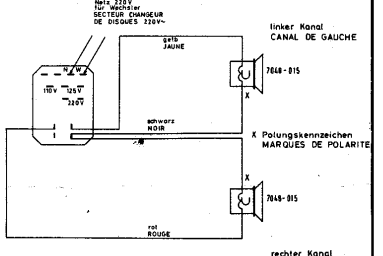 Netz 220V
für Wechsler
SECTEUR CHANGEUR
DE DISQUES 220V~
N W
110V 125V
220V
gelb
JAUNE
linker Kanal
CANAL DE GAUCHE
7048-015
X
schwarz
NOIR
X Polungskennzeichen
MARQUES DE POLARITE
X
7048-015
rot
ROUGE
rechter Kanal